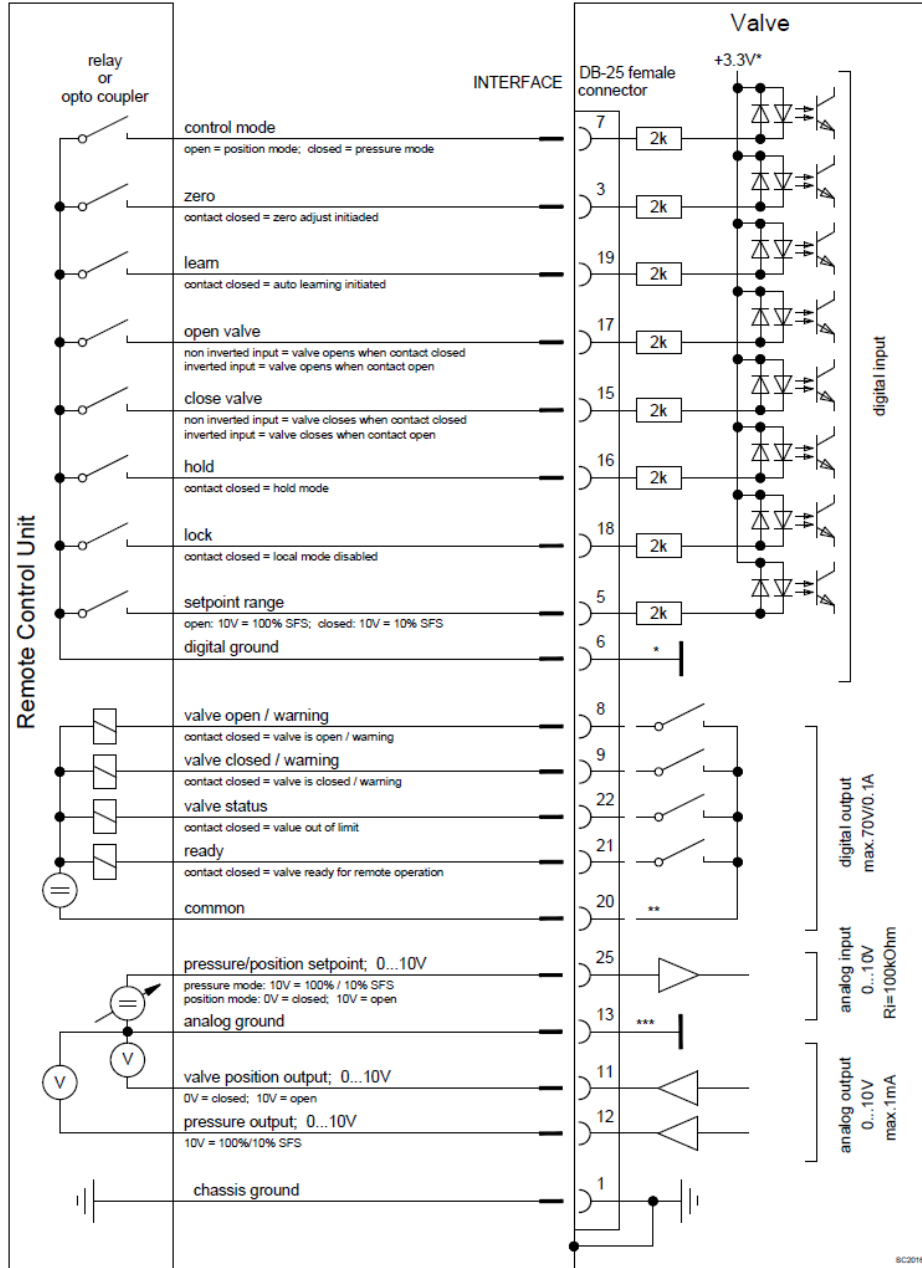 Valve
relay
or
opto coupler
INTERFACE
DB-25 female
connector
+3.3V*
control mode
open = position mode; closed = pressure mode
7
2k
zero
contact closed = zero adjust initiaded
3
2k
learn
contact closed = auto learning initiated
19
2k
open valve
non inverted input = valve opens when contact closed
inverted input = valve opens when contact open
17
2k
close valve
non inverted input = valve closes when contact closed
inverted input = valve closes when contact open
15
2k
hold
contact closed = hold mode
16
2k
lock
contact closed = local mode disabled
18
2k
setpoint range
open: 10V = 100% SFS; closed: 10V = 10% SFS
5
2k
digital ground
6
*
digital input
Remote Control Unit
valve open / warning
contact closed = valve is open / warning
8
valve closed / warning
contact closed = valve is closed / warning
9
valve status
contact closed = value out of limit
22
ready
contact closed = valve ready for remote operation
21
common
20
**
digital output
max.70V/0.1A
pressure/position setpoint; 0...10V
pressure mode: 10V = 100% / 10% SFS
position mode: 0V = closed; 10V = open
25
analog ground
13
***
analog input
0...10V
Ri=100kOhm
V
V
valve position output; 0...10V
0V = closed; 10V = open
11
pressure output; 0...10V
10V = 100%/10% SFS
12
analog output
0...10V
max.1mA
chassis ground
1